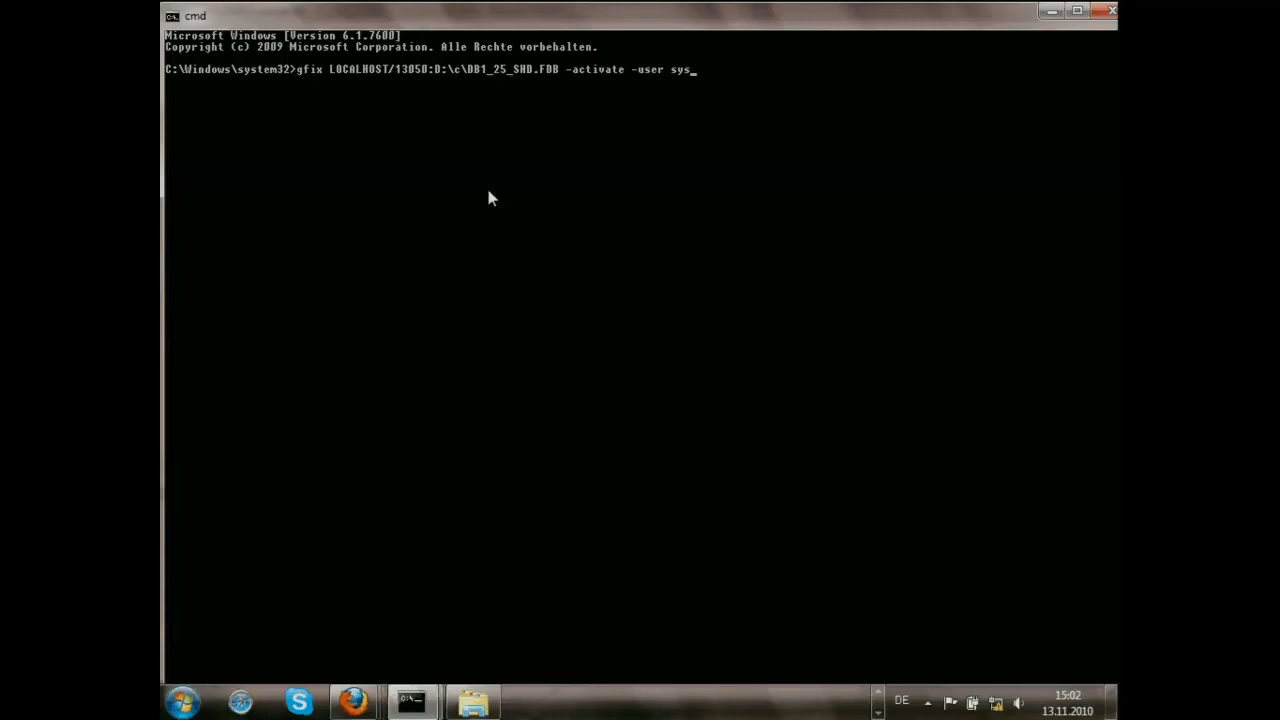 cmd
Microsoft Windows [Version 6.1.7600]
Copyright (c) 2009 Microsoft Corporation. Alle Rechte vorbehalten.
C:\Windows\system32>gfix LOCALHOST/13050:D:\c\DB1_25_SHD.FDB -activate -user sys_
DE
15:02
13.11.2010